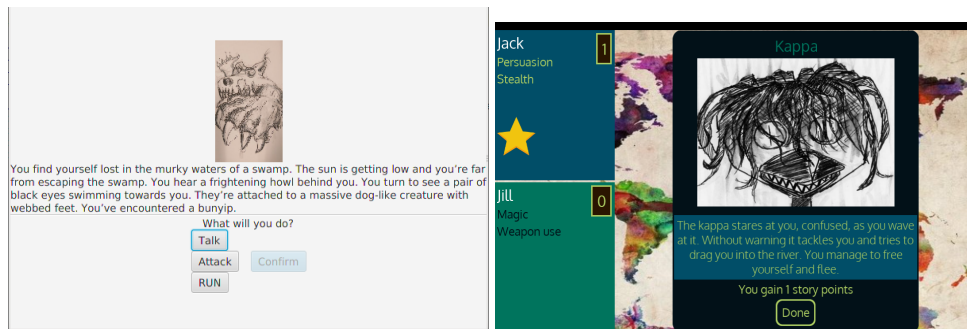 You find yourself lost in the murky waters of a swamp. The sun is getting low and you're far
from escaping the swamp. You hear a frightening howl behind you. You turn to see a pair of
black eyes swimming towards you. They're attached to a massive dog-like creature with
webbed feet. You've encountered a bunyip.
What will you do?
Talk
Attack
Confirm
RUN
Jack
1
Persuasion
Stealth
Jill
0
Magic
Weapon use
Kappa
The kappa stares at you, confused, as you wave
at it. Without warning it tackles you and tries to
drag you into the river. You manage to free
yourself and flee.
You gain 1 story points
Done